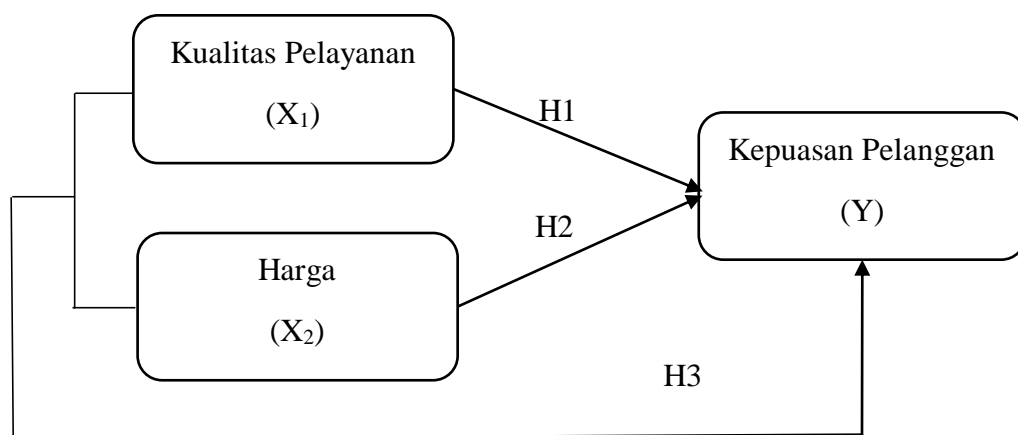 Kualitas Pelayanan
(X₁)
H1
Kepuasan Pelanggan
(Y)
H2
Harga
(X₂)
H3